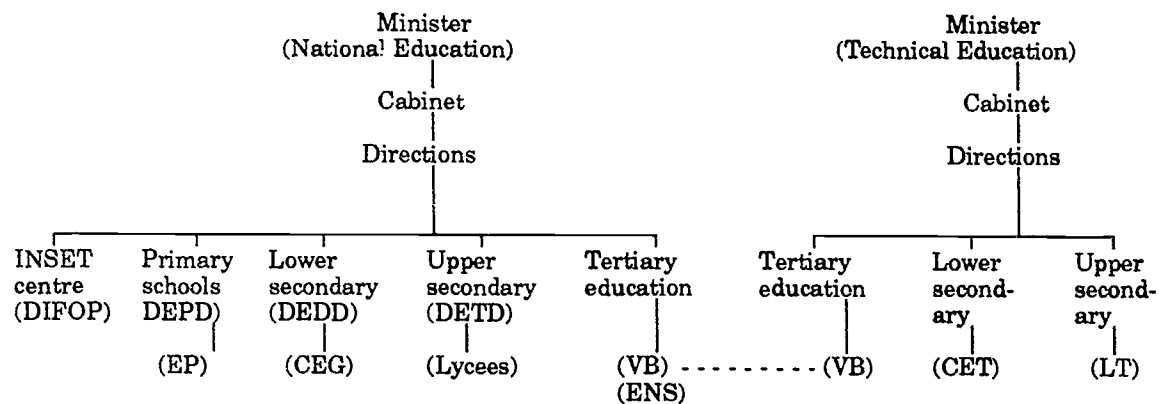 Minister
(National Education)
Minister
(Technical Education)
Cabinet
Cabinet
Directions
Directions
INSET
centre
(DIFOP)
Primary
schools
DEPD)
Lower
secondary
(DEDD)
Upper
secondary
(DETD)
Tertiary
education
Tertiary
education
Lower
second-
ary
Upper
second-
ary
(EP)
(CEG)
(Lycees)
(VB)
(ENS)
(VB)
(CET)
(LT)